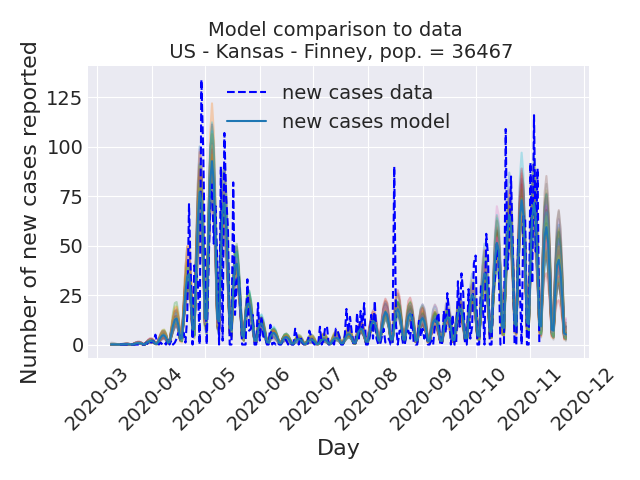 Model comparison to data
US - Kansas - Finney, pop. = 36467
Number of new cases reported
125
100
75
50
25
0
new cases data
new cases model
2020-03
2020-04
2020-05
2020-06
2020-07
2020-08
2020-09
2020-10
2020-11
2020-12
Day